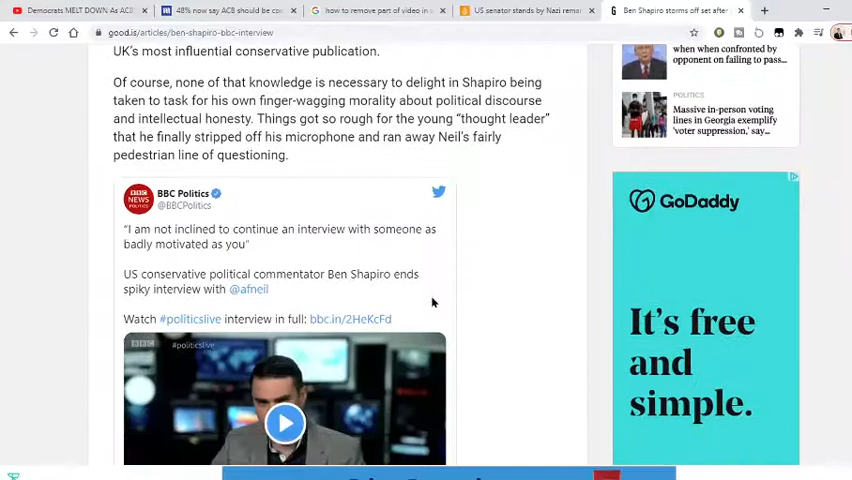 Democrats MELT DOWN As ACB
48% now say ACB should be co
how to remove part of video in o
US senator stands by Nazi remar
Ben Shapiro storms off set after
good.is/articles/ben-shapiro-bbc-interview
UK's most influential conservative publication.
Of course, none of that knowledge is necessary to delight in Shapiro being
taken to task for his own finger-wagging morality about political discourse
and intellectual honesty. Things got so rough for the young “thought leader”
that he finally stripped off his microphone and ran away Neil's fairly
pedestrian line of questioning.
BBC Politics
@BBCPolitics
“I am not inclined to continue an interview with someone as
badly motivated as you”
US conservative political commentator Ben Shapiro ends
spiky interview with @afneil
Watch #politicslive interview in full: bbc.in/2HeKcFd
BBC
#politicslive
BBC
NEWS
POLITICS
when when confronted by
opponent on failing to pass...
POLITICS
Massive in-person voting
lines in Georgia exemplify
'voter suppression,' say...
GoDaddy
It's free
and
simple.